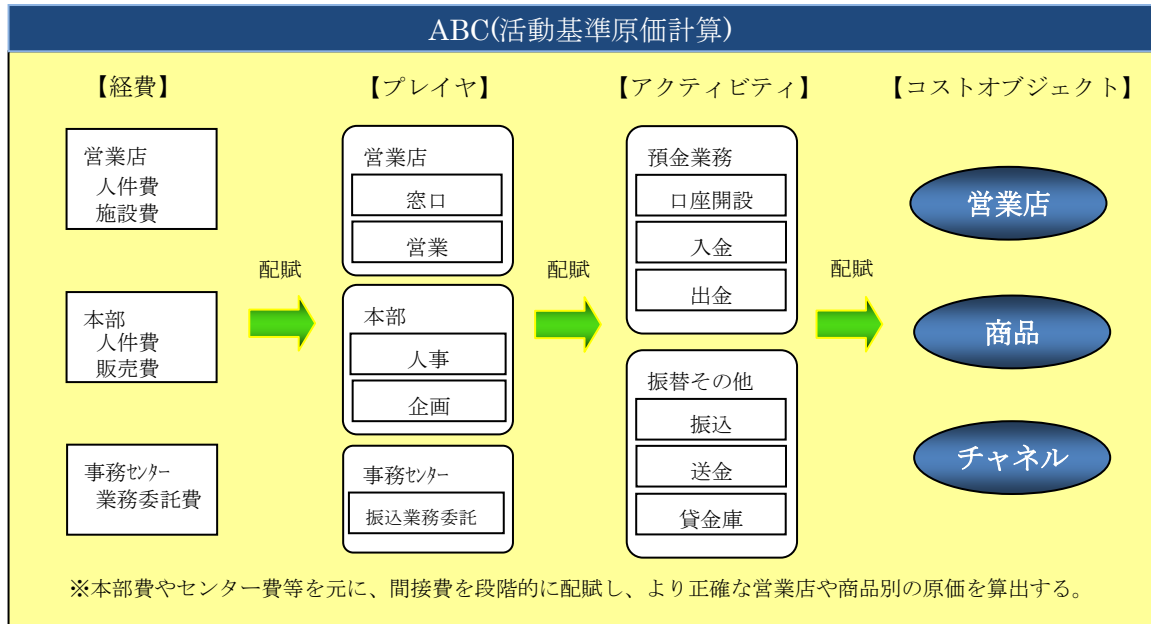 ABC(活動基準原価計算)
【経費】
【プレイヤ】
【アクティビティ】
【コストオブジェクト】
営業店
人件費
施設費
本部
人件費
販売費
事務ｾﾝﾀｰ
業務委託費
配賦
営業店
窓口
営業
本部
人事
企画
事務ｾﾝﾀｰ
振込業務委託
配賦
預金業務
口座開設
入金
出金
振替その他
振込
送金
貸金庫
配賦
営業店
商品
チャネル
※本部費やセンター費等を元に、間接費を段階的に配賦し、より正確な営業店や商品別の原価を算出する。